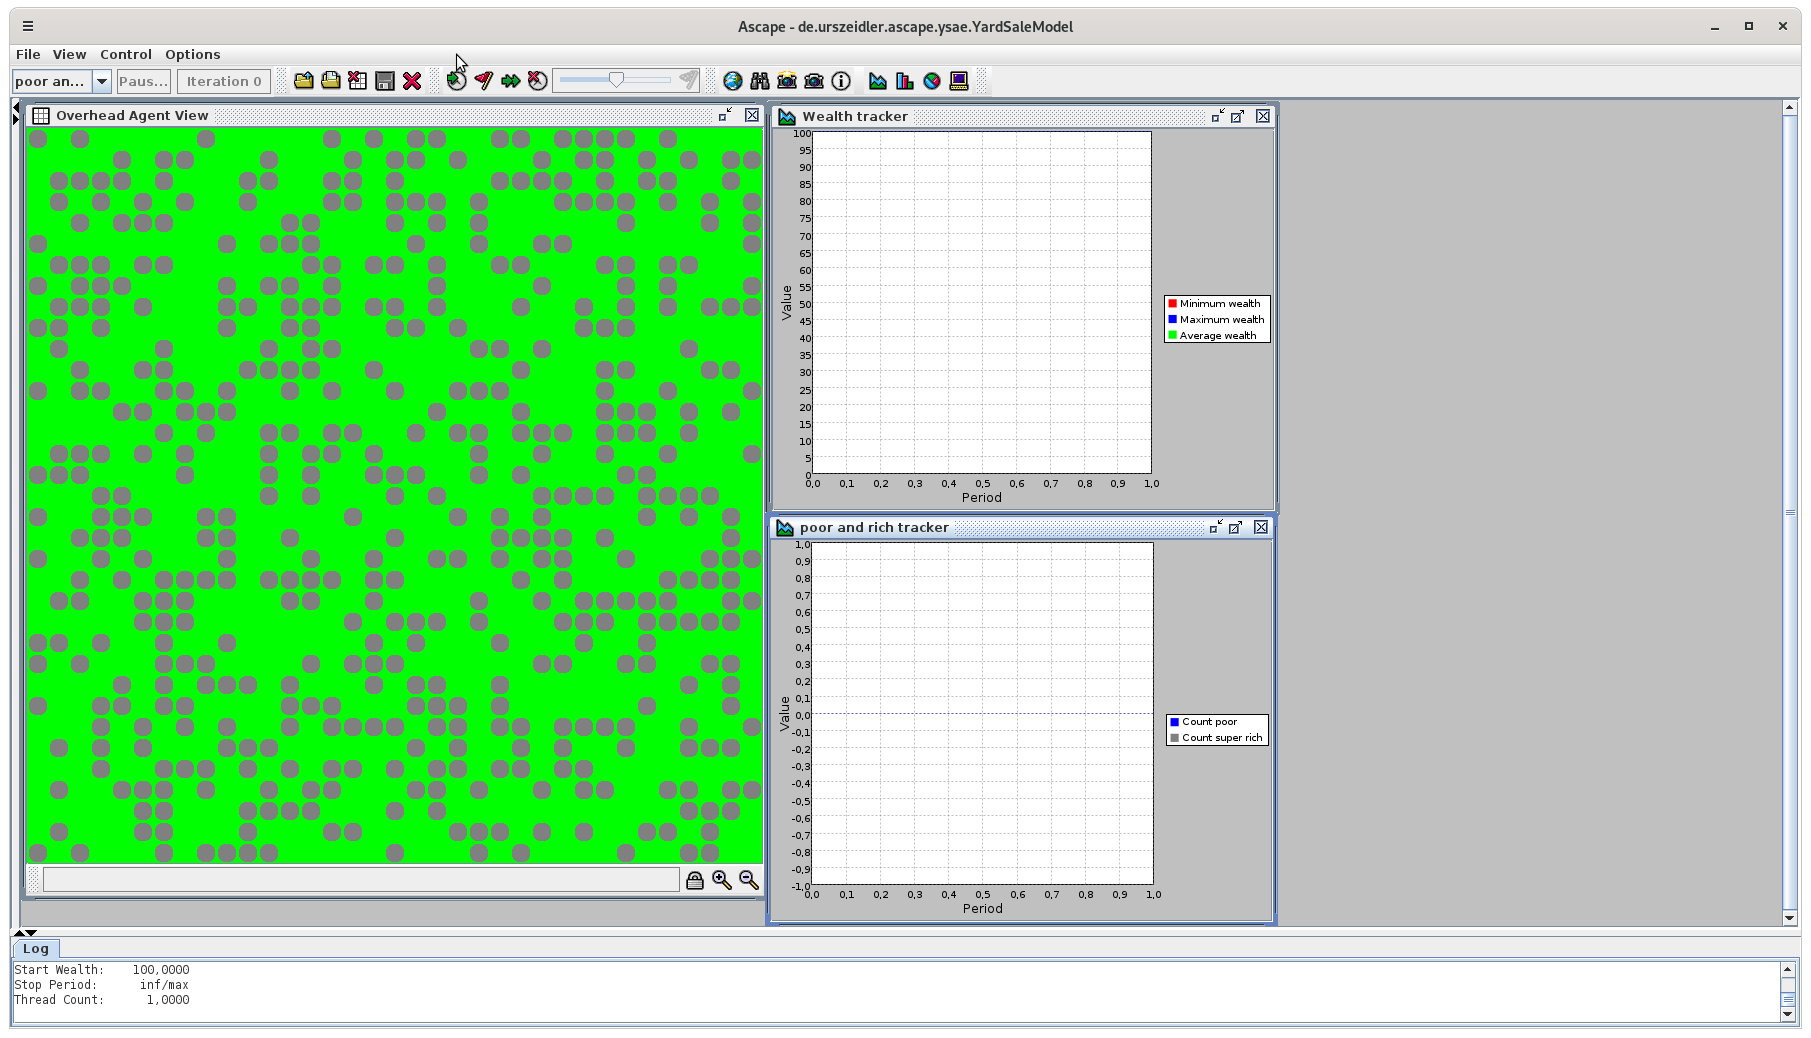 Ascape - de.urszeidler.ascape.ysae.YardSaleModel
File View Control Options
poor an... Paus... Iteration 0
Overhead Agent View
Wealth tracker
100
95
90
85
80
75
70
65
60
55
50
45
40
35
30
25
20
15
10
5
0
Value
0,0 0,1 0,2 0,3 0,4 0,5 0,6 0,7 0,8 0,9 1,0
Period
Minimum wealth
Maximum wealth
Average wealth
poor and rich tracker
1,0
0,9
0,8
0,7
0,6
0,5
0,4
0,3
0,2
0,1
0,0
-0,1
-0,2
-0,3
-0,4
-0,5
-0,6
-0,7
-0,8
-0,9
-1,0
Value
0,0 0,1 0,2 0,3 0,4 0,5 0,6 0,7 0,8 0,9 1,0
Period
Count poor
Count super rich
Log
Start Wealth: 100,0000
Stop Period: inf/max
Thread Count: 1,0000